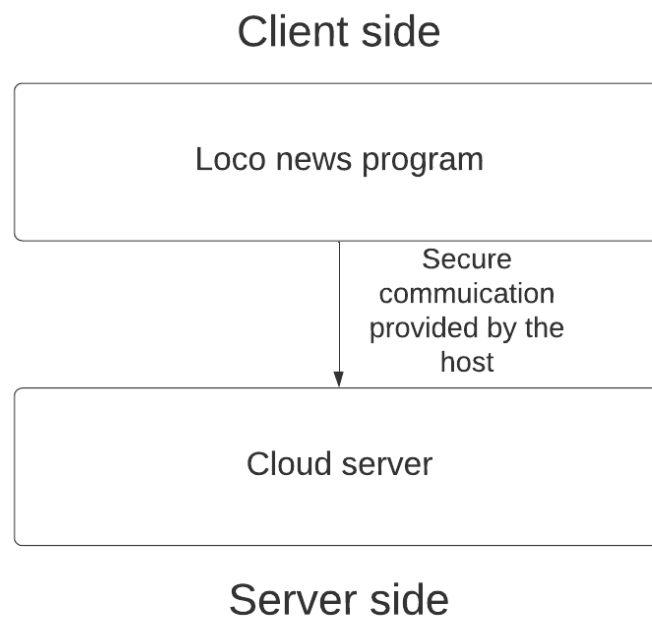 Client side
Loco news program
Secure
commuication
provided by the
host
Cloud server
Server side